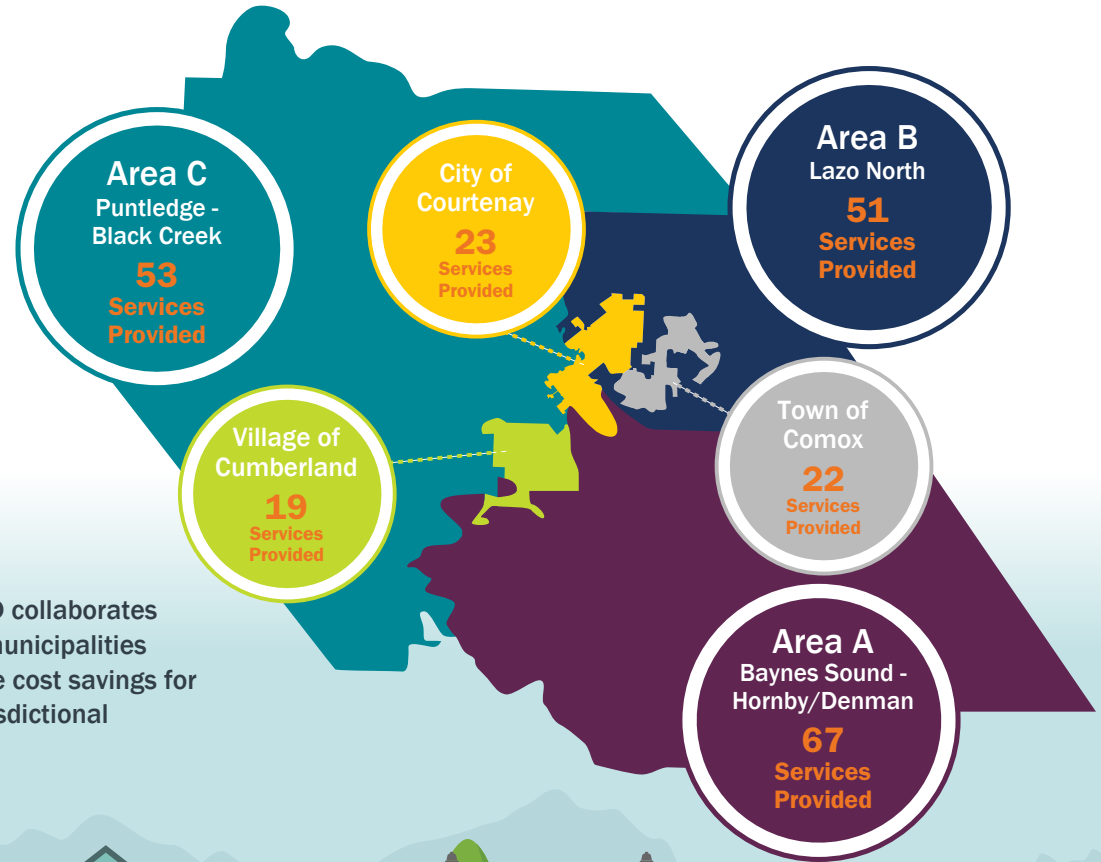 Area C
Puntledge -
Black Creek
53
Services
Provided
City of
Courtenay
23
Services
Provided
Area B
Lazo North
51
Services
Provided
Village of
Cumberland
19
Services
Provided
Town of
Comox
22
Services
Provided
collaborates
cost savings for
Area A
Baynes Sound -
Hornby/Denman
67
Services
Provided